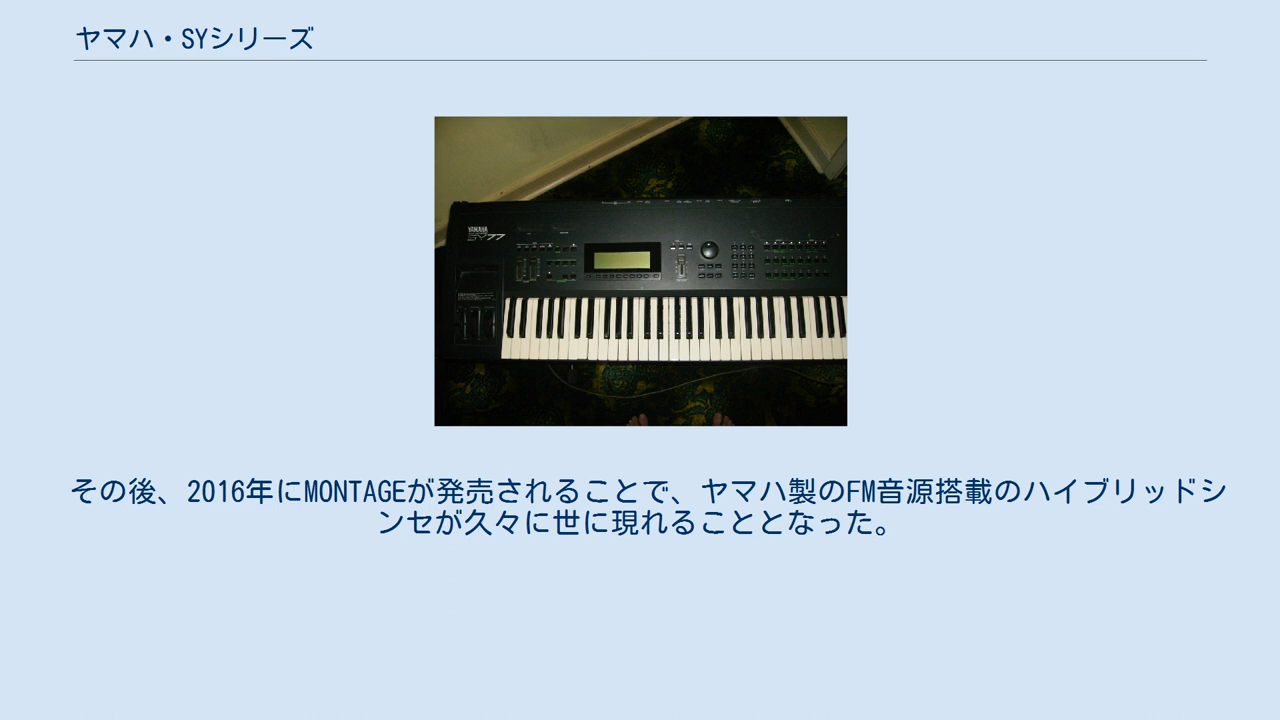 ヤマハ・SYシリーズ
YAMAHA
SY77
その後、2016年にMONTAGEが発売されることで、ヤマハ製のFM音源搭載のハイブリッドシ
ンセが久々に世に現れることとなった。